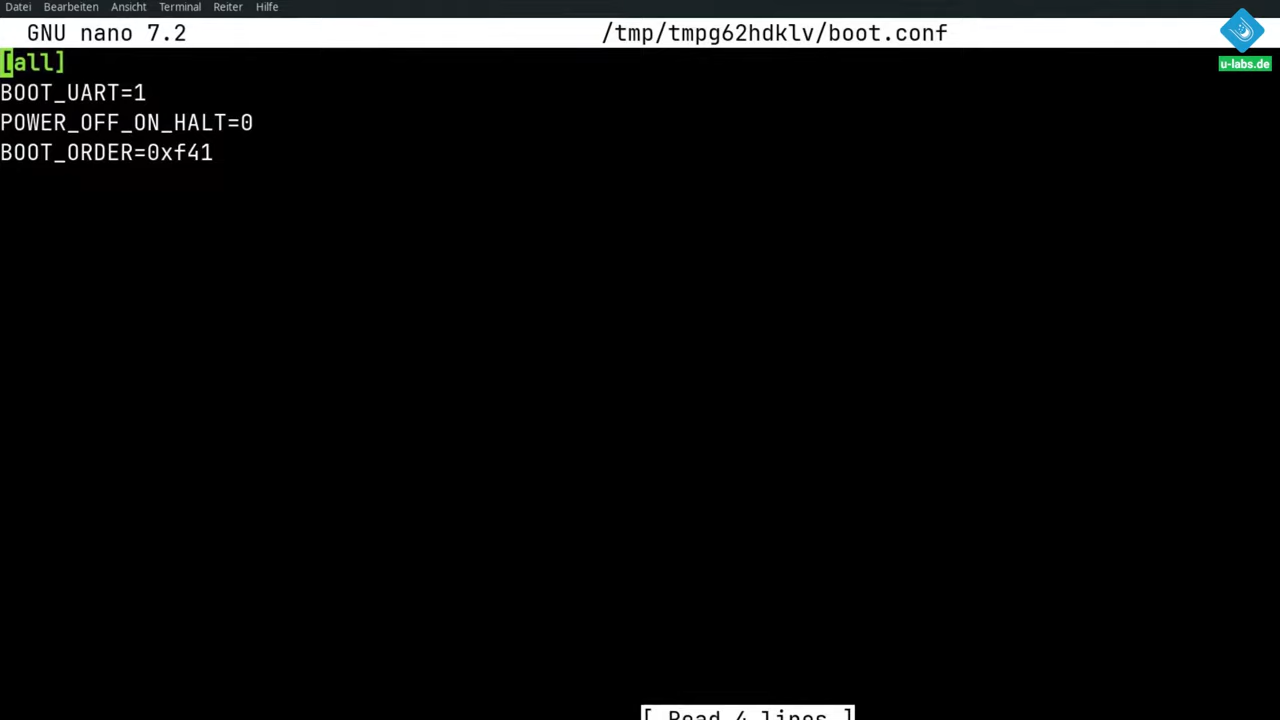 Datei Bearbeiten Ansicht Terminal Reiter Hilfe
GNU nano 7.2 /tmp/tmpg62hdklv/boot.conf
u-labs.de
[all]
BOOT_UART=1
POWER_OFF_ON_HALT=0
BOOT_ORDER=0xf41
[ Read 4 lines ]